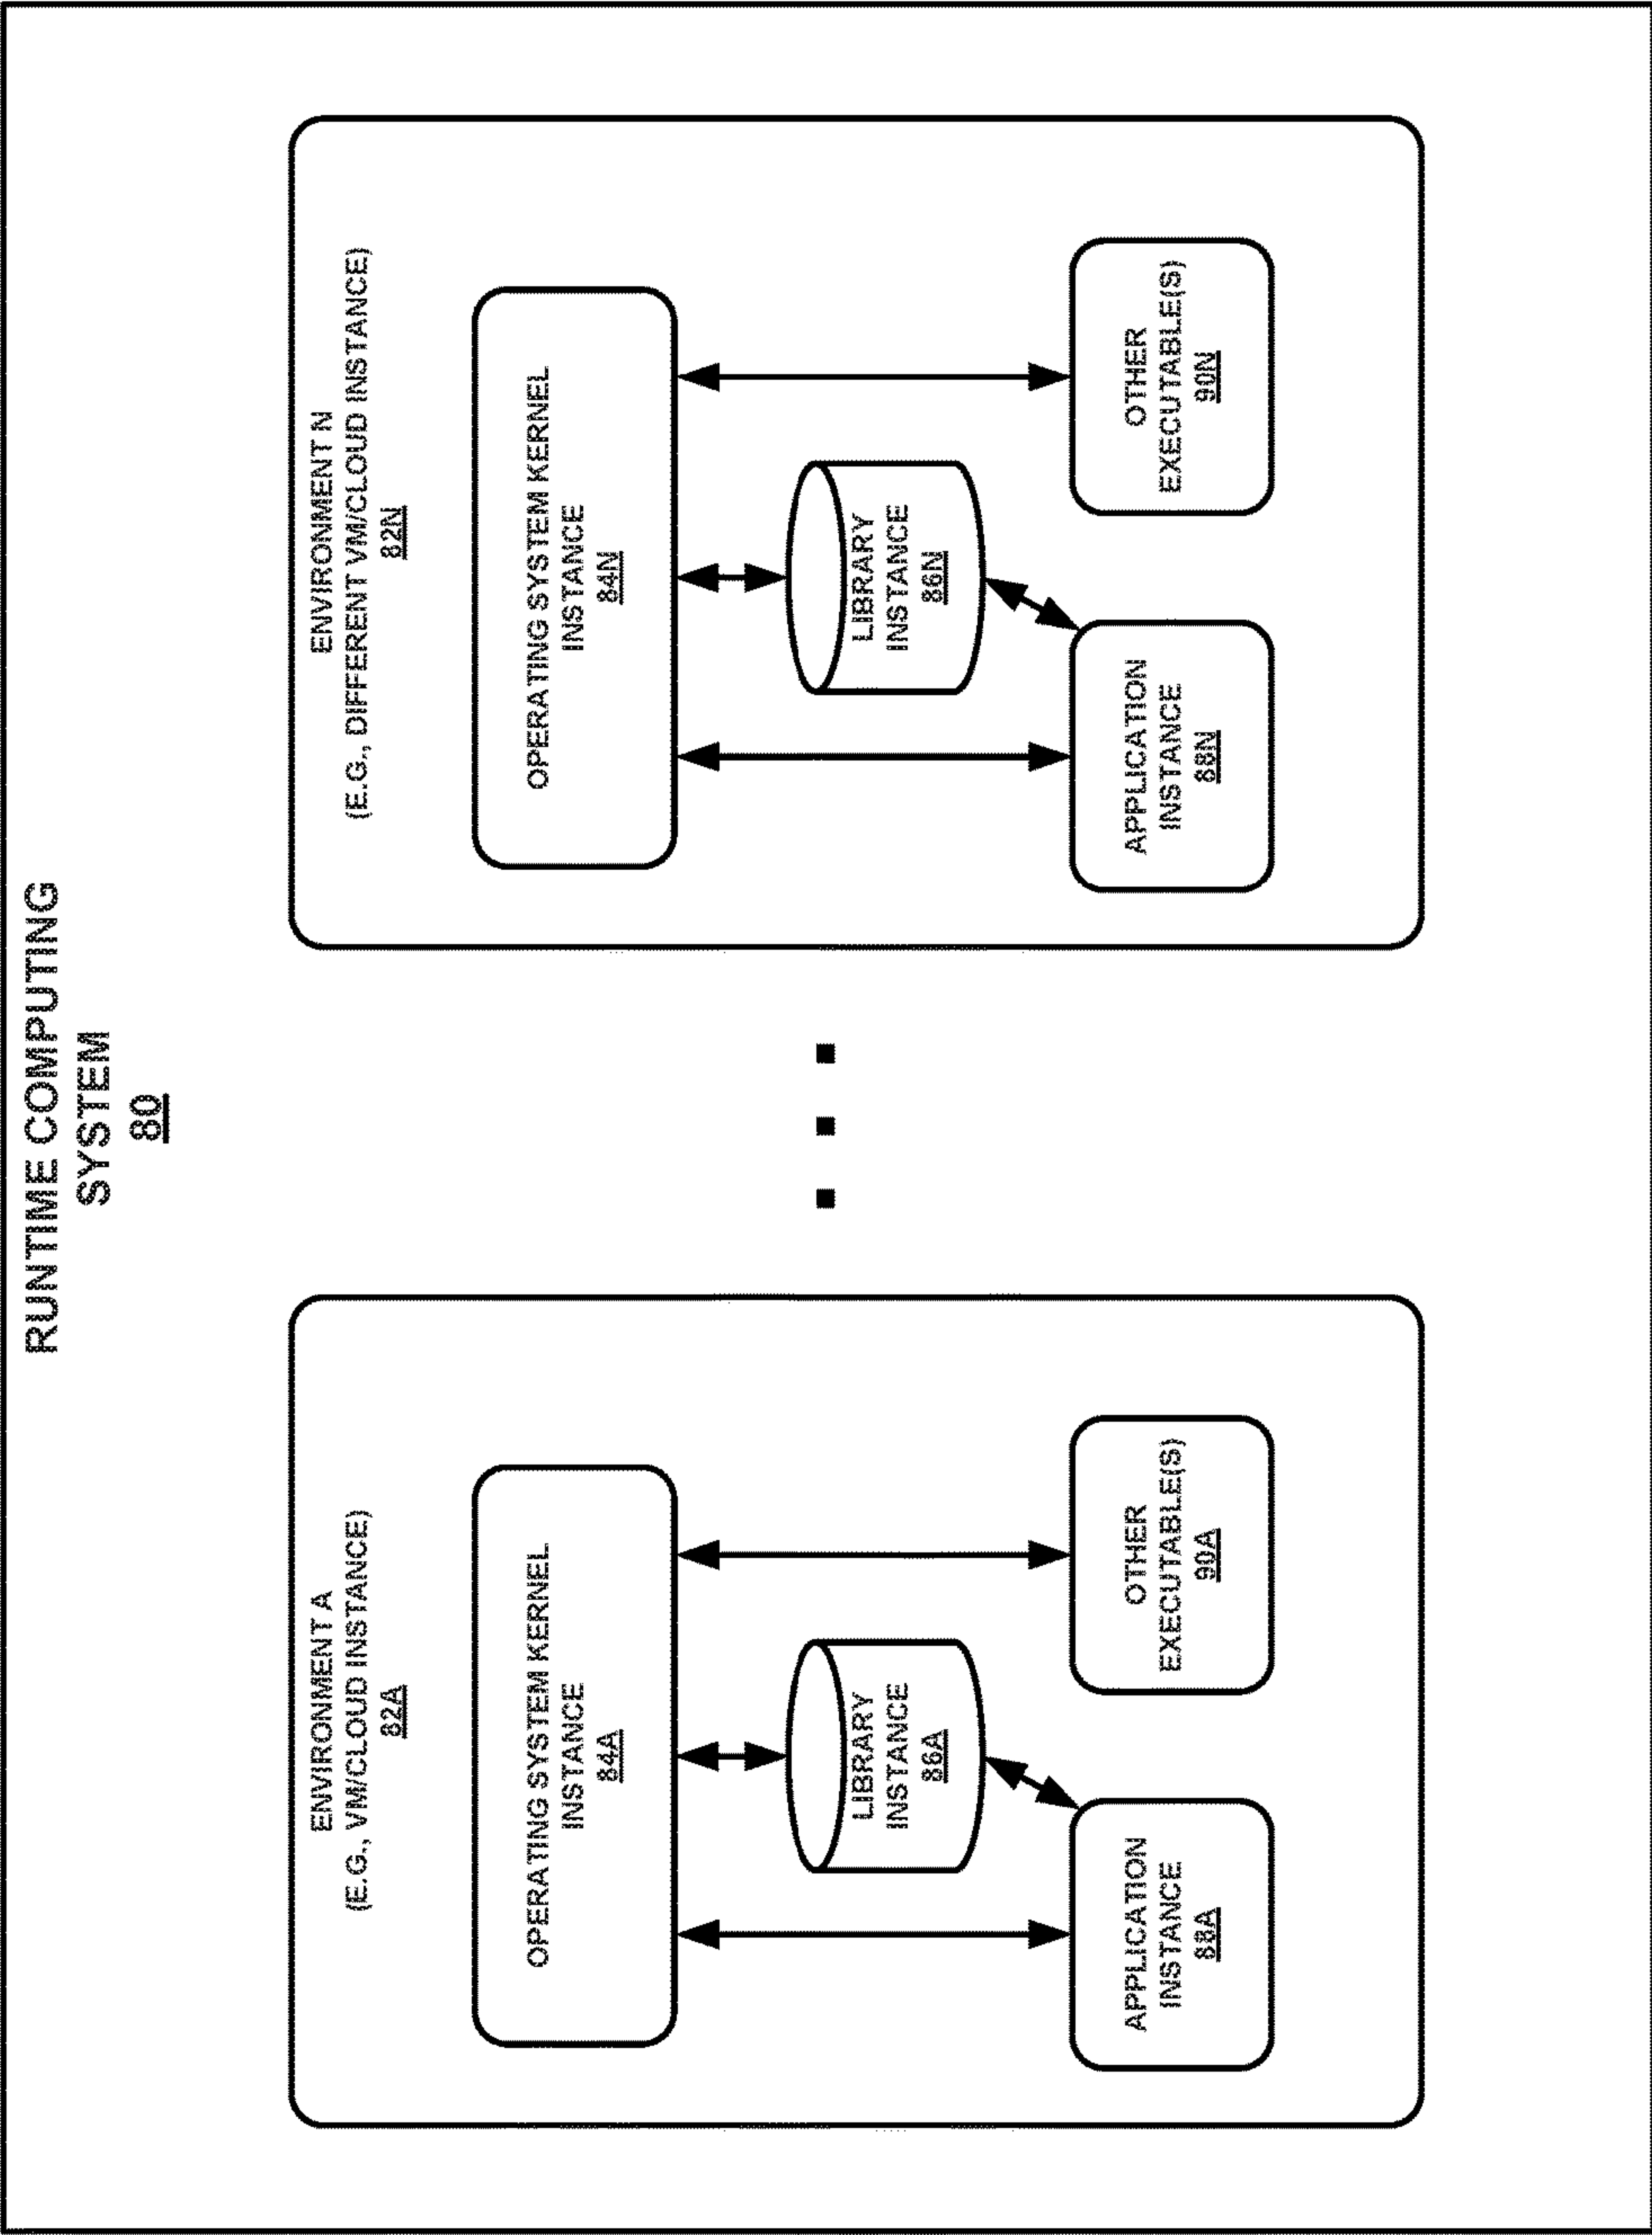 RUNTIME COMPUTING
SYSTEM
80
ENVIRONMENT A
(E.G., VM/CLOUD INSTANCE)
82A
OPERATING SYSTEM KERNEL
INSTANCE
84A
LIBRARY
INSTANCE
86A
APPLICATION
INSTANCE
88A
OTHER
EXECUTABLE(S)
90A
ENVIRONMENT N
(E.G., DIFFERENT VM/CLOUD INSTANCE)
82N
OPERATING SYSTEM KERNEL
INSTANCE
84N
LIBRARY
INSTANCE
86N
APPLICATION
INSTANCE
88N
OTHER
EXECUTABLE(S)
90N